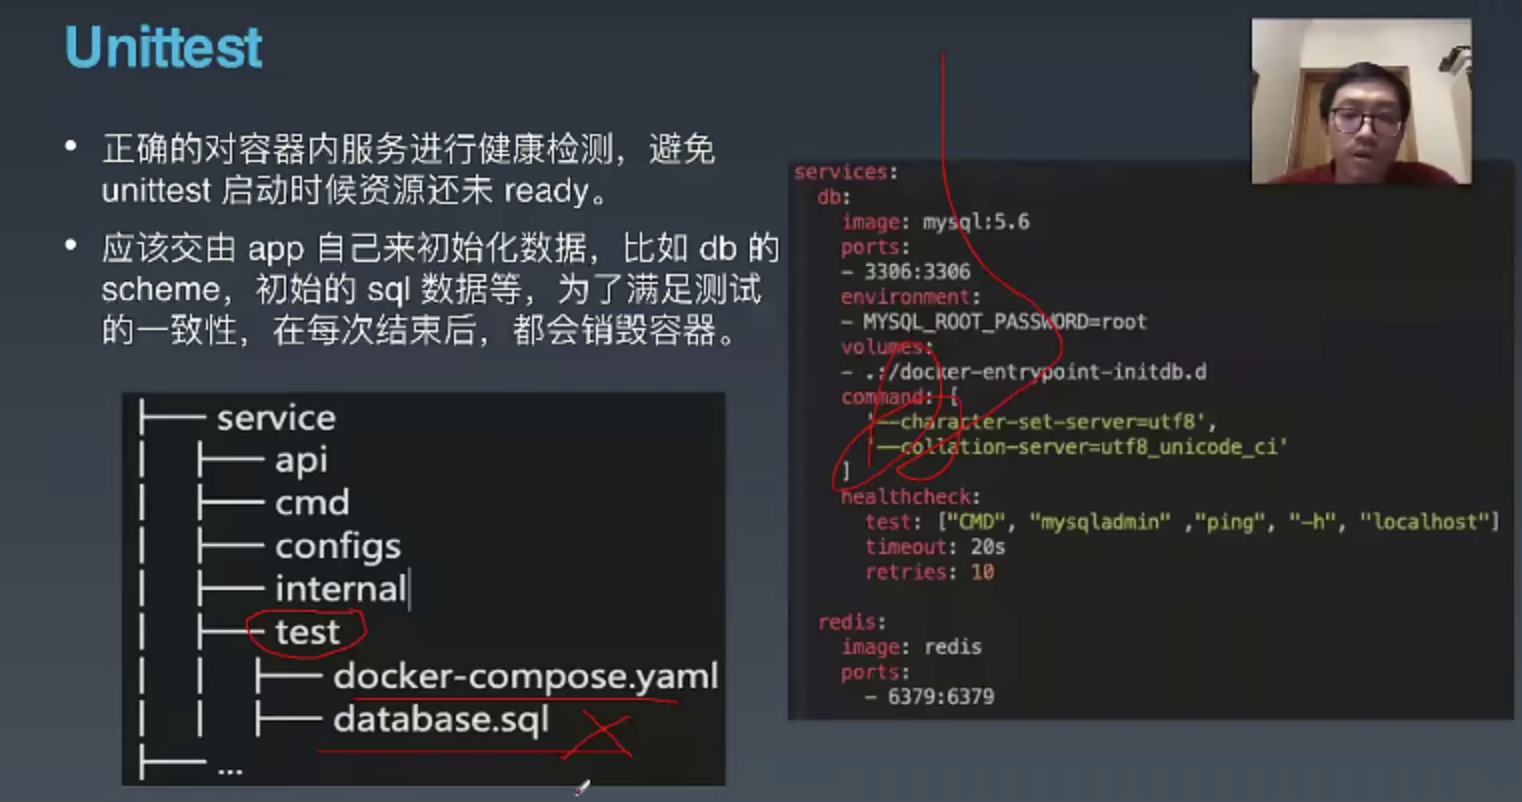 Unittest
• 正确的对容器内服务进行健康检测，避免
unittest 启动时候资源还未 ready。
• 应该交由 app 自己来初始化数据，比如 db 的
scheme，初始的 sql 数据等，为了满足测试
的一致性，在每次结束后，都会销毁容器。
├── service
│ ├── api
│ ├── cmd
│ ├── configs
│ ├── internal
│ ├── test
│ │ ├── docker-compose.yaml
│ │ ├── database.sql
├── ...
services:
db:
image: mysql:5.6
ports:
- 3306:3306
environment:
- MYSQL_ROOT_PASSWORD=root
volumes:
- .:/docker-entrypoint-initdb.d
command: [
'--character-set-server=utf8',
'--collation-server=utf8_unicode_ci'
]
healthcheck:
test: ["CMD", "mysqladmin" ,"ping", "-h", "localhost"]
timeout: 20s
retries: 10
redis:
image: redis
ports:
- 6379:6379